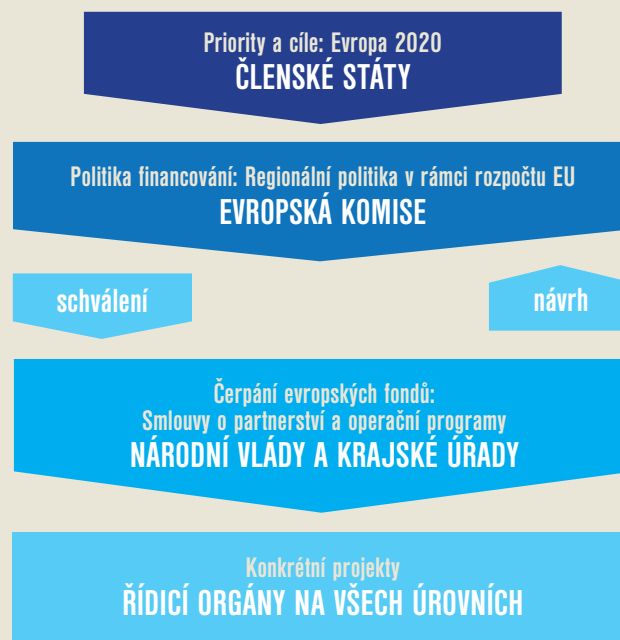 Priority a cíle: Evropa 2020
ČLENSKÉ STÁTY
Politika financování: Regionální politika v rámci rozpočtu EU
EVROPSKÁ KOMISE
schválení
návrh
Čerpání evropských fondů:
Smlouvy o partnerství a operační programy
NÁRODNÍ VLÁDY A KRAJSKÉ ÚŘADY
Konkrétní projekty
ŘÍDICÍ ORGÁNY NA VŠECH ÚROVNÍCH